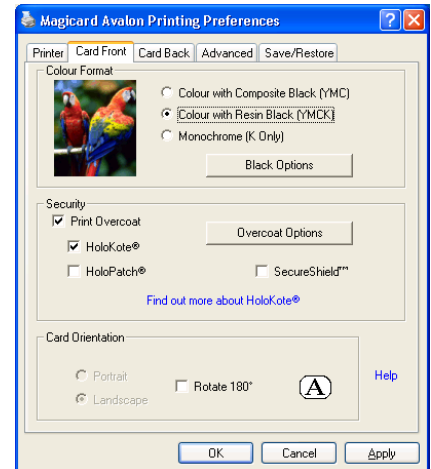 Magicard Avalon Printing Preferences
Printer Card Front Card Back Advanced Save/Restore
Colour Format
Colour with Composite Black (YMC)
Colour with Resin Black (YMCK)
Monochrome (K Only)
Black Options
Security
Print Overcoat
Overcoat Options
HoloKote®
HoloPatch®
SecureShield™
Find out more about HoloKote®
Card Orientation
Portrait
Rotate 180°
A
Help
Landscape
OK Cancel Apply